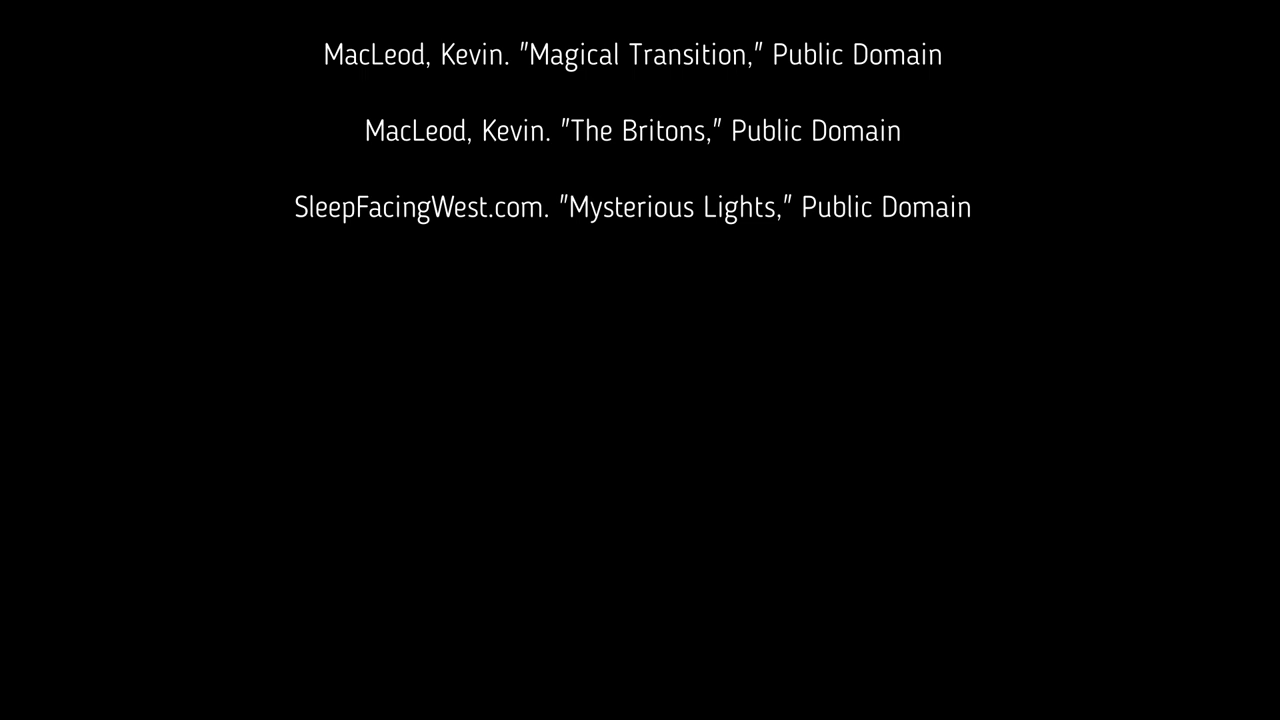 MacLeod, Kevin. "Magical Transition," Public Domain
MacLeod, Kevin. "The Britons," Public Domain
SleepFacingWest.com. "Mysterious Lights," Public Domain